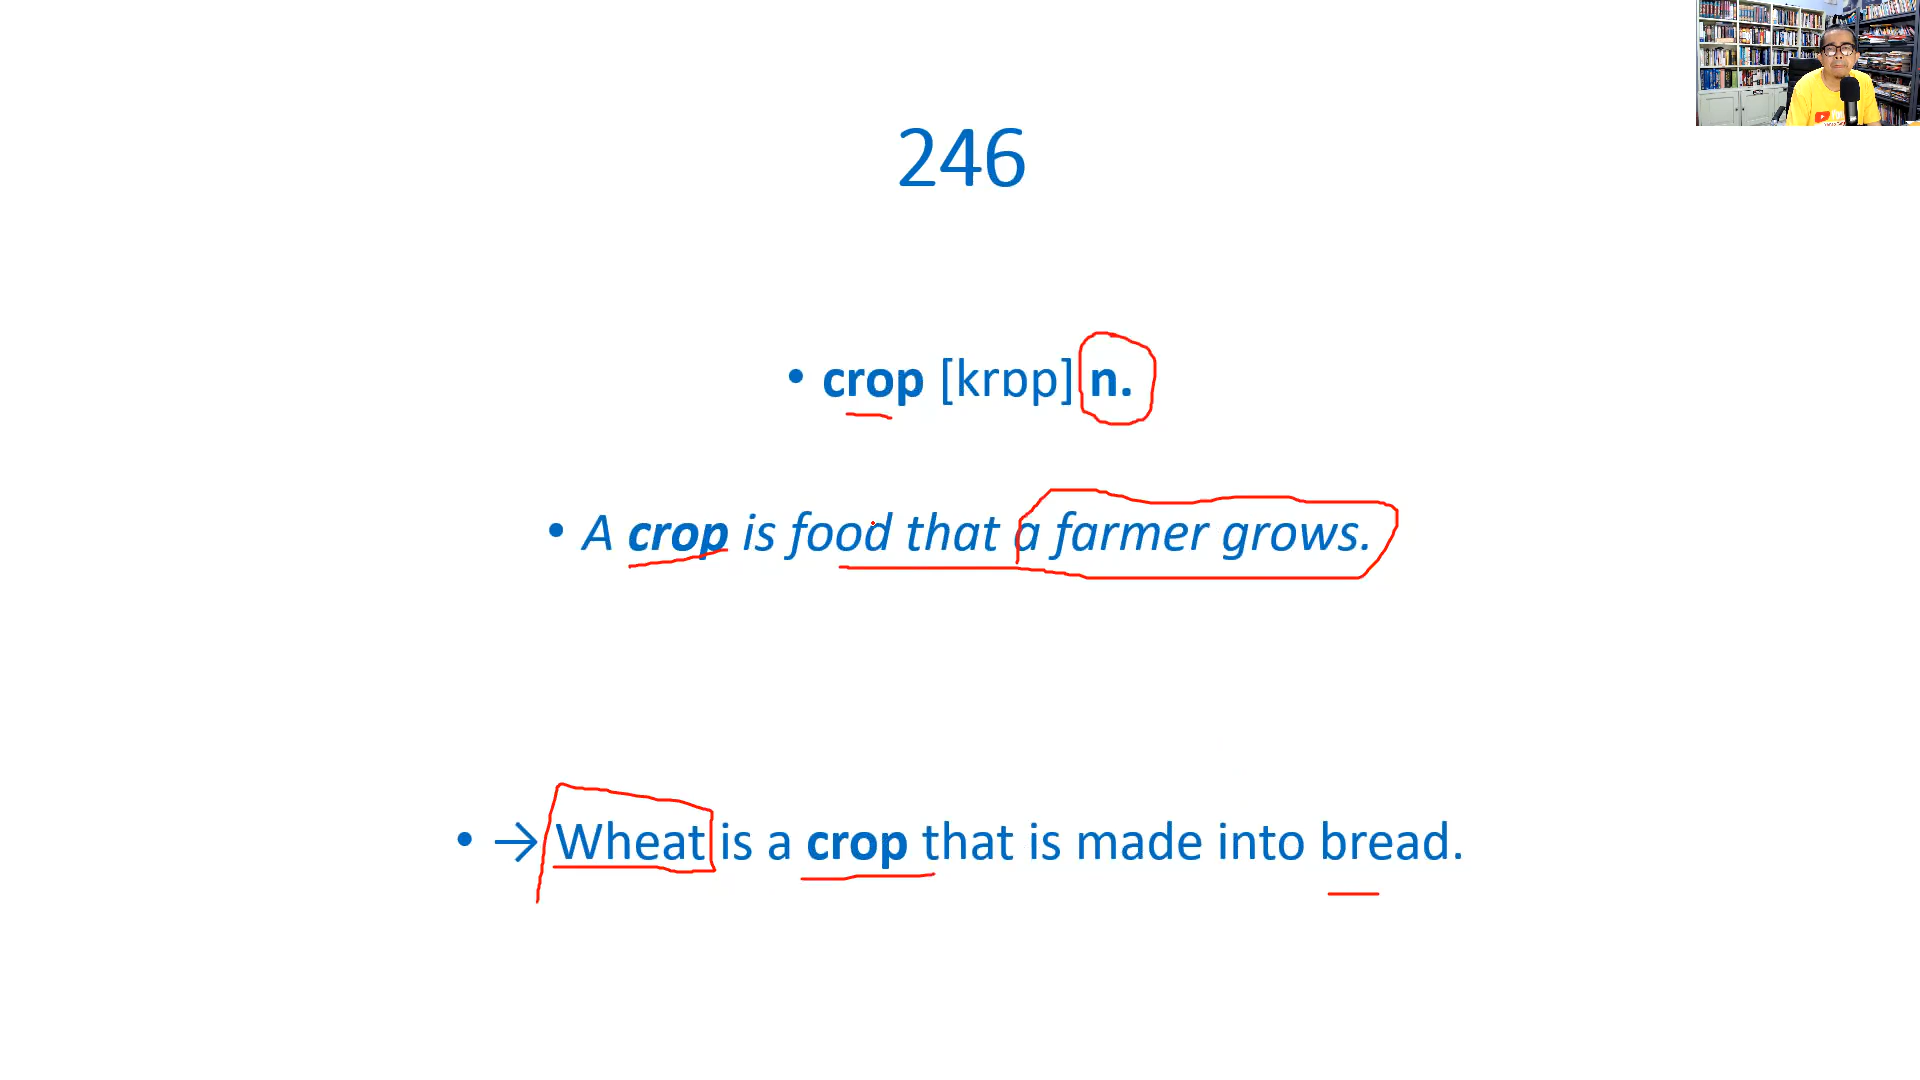 246
• crop [krɒp] n.
• A crop is food that a farmer grows.
• → Wheat is a crop that is made into bread.